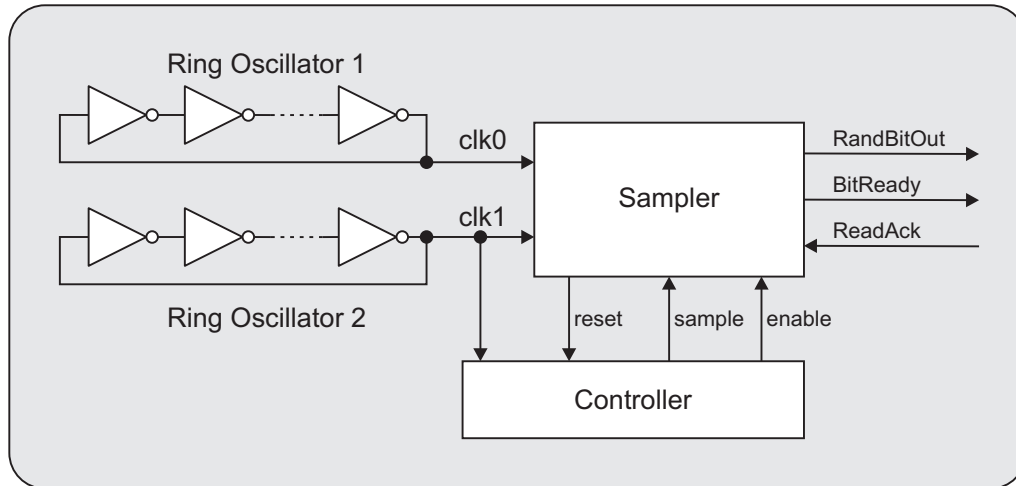 Ring Oscillator 1
clk0
RandBitOut
BitReady
Sampler
clk1
ReadAck
Ring Oscillator 2
reset
sample
enable
Controller